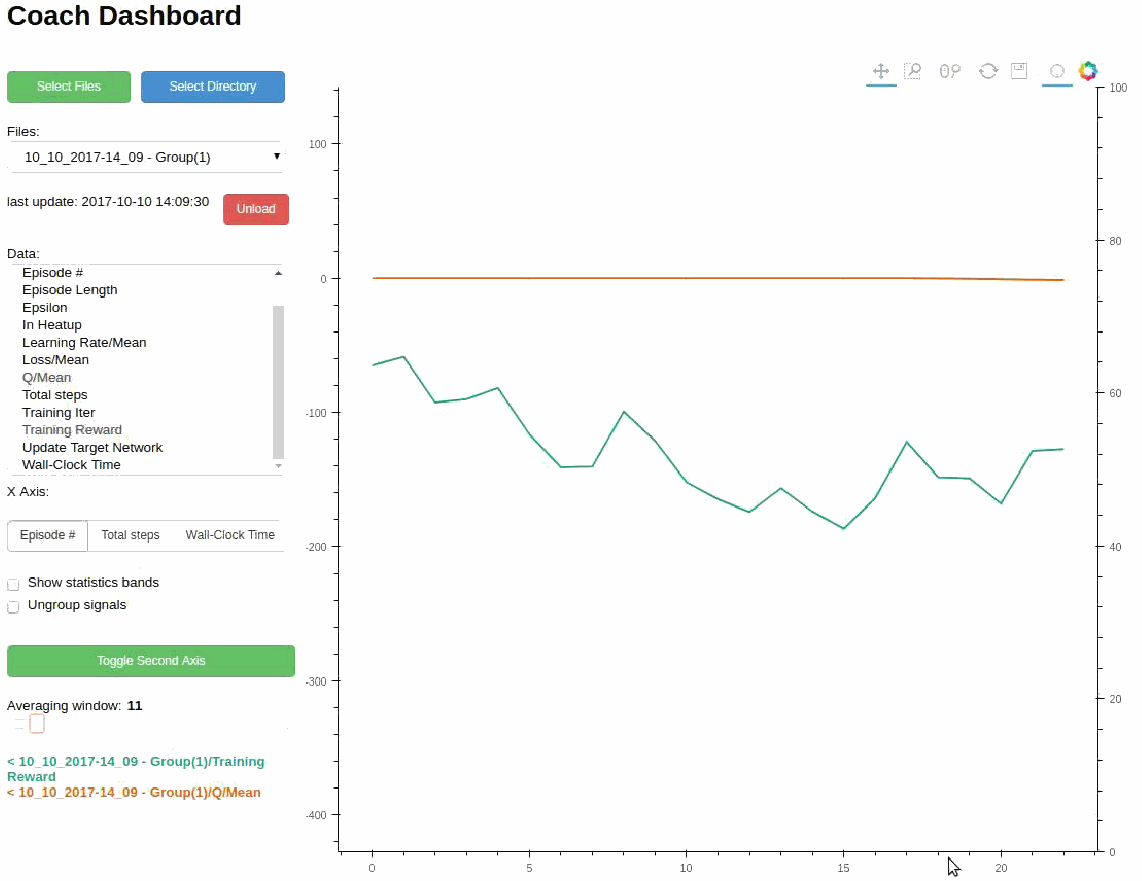 Coach Dashboard
Select Files
Select Directory
Files:
10_10_2017-14_09 - Group(1)
last update: 2017-10-10 14:09:30
Unload
Data:
Episode #
Episode Length
Epsilon
In Heatup
Learning Rate/Mean
Loss/Mean
Q/Mean
Total steps
Training Iter
Training Reward
Update Target Network
Wall-Clock Time
X Axis:
Episode #
Total steps
Wall-Clock Time
Show statistics bands
Ungroup signals
Toggle Second Axis
Averaging window: 11
< 10_10_2017-14_09 - Group(1)/Training
Reward
< 10_10_2017-14_09 - Group(1)/Q/Mean
100
0
-100
-200
-300
-400
0
5
10
15
20
100
80
60
40
20
0